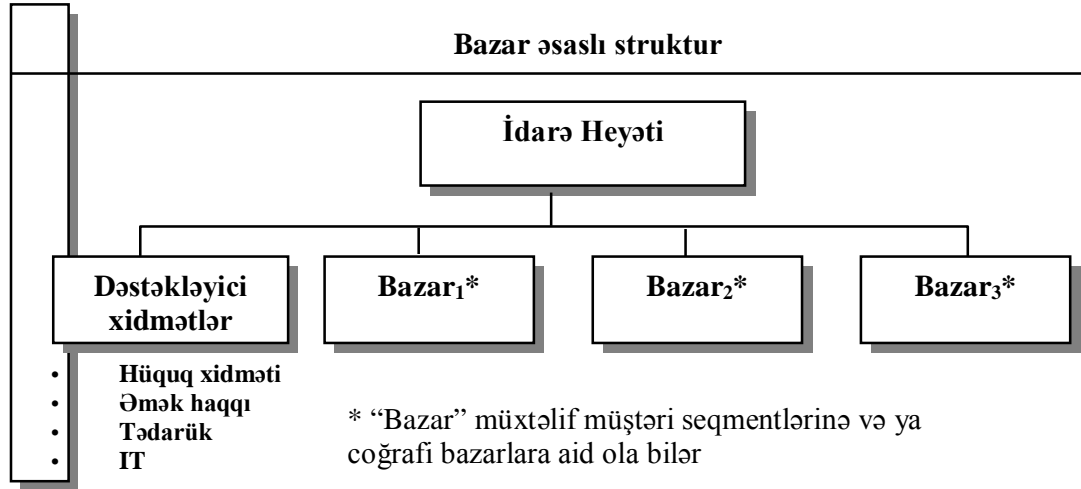 Bazar əsaslı struktur
İdarə Heyəti
Dəstəkləyici
xidmətlər
Bazar₁*
Bazar₂*
Bazar₃*
• Hüquq xidməti
• Əmək haqqı
• Tədarük
• IT
* “Bazar” müxtəlif müştəri seqmentlərinə və ya
coğrafi bazarlara aid ola bilər